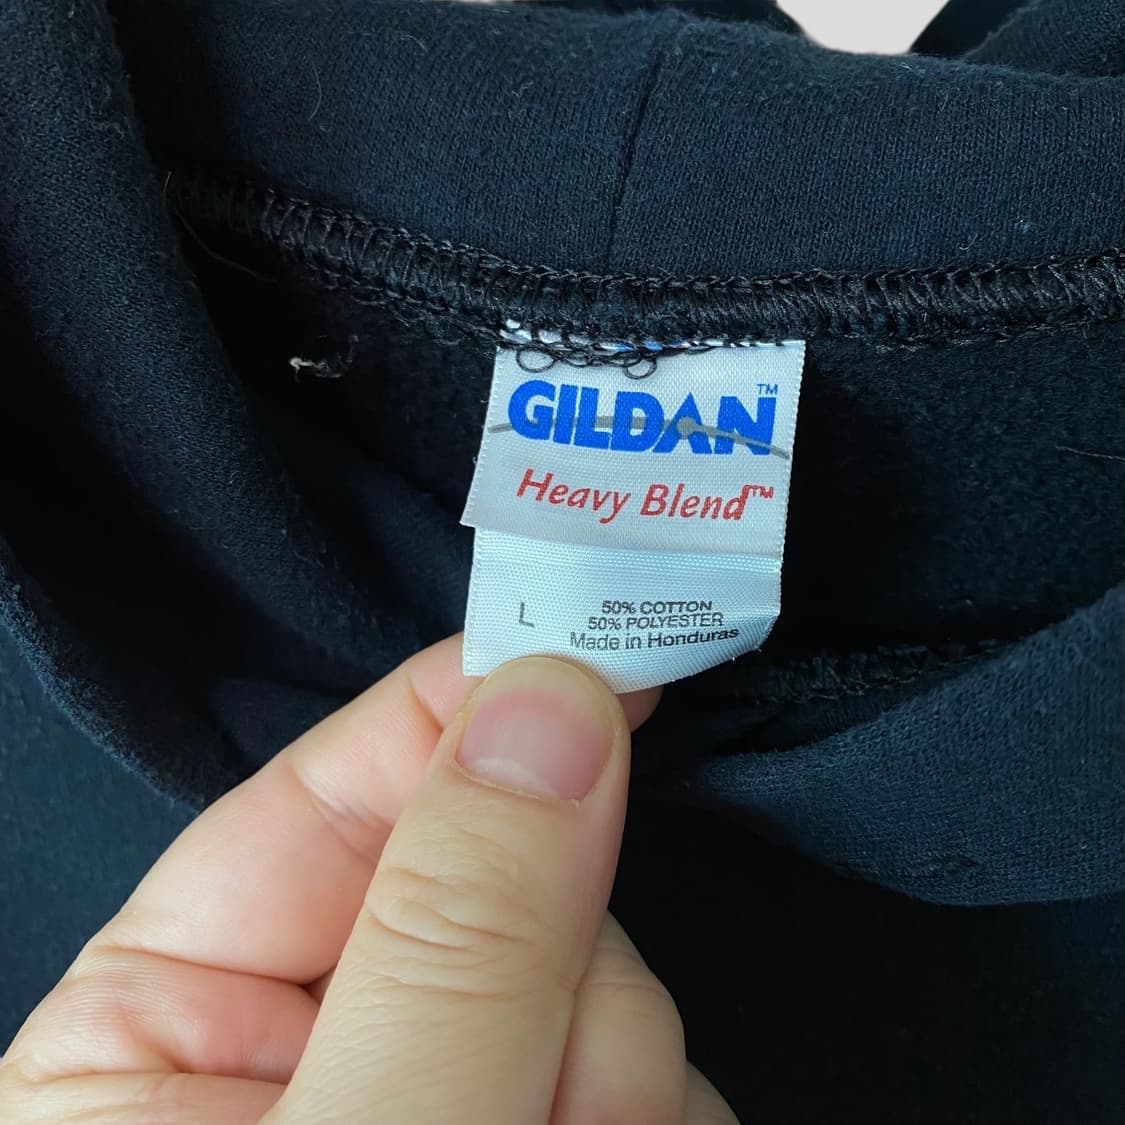 GILDAN™
Heavy Blend™
L
50% COTTON
50% POLYESTER
Made in Honduras